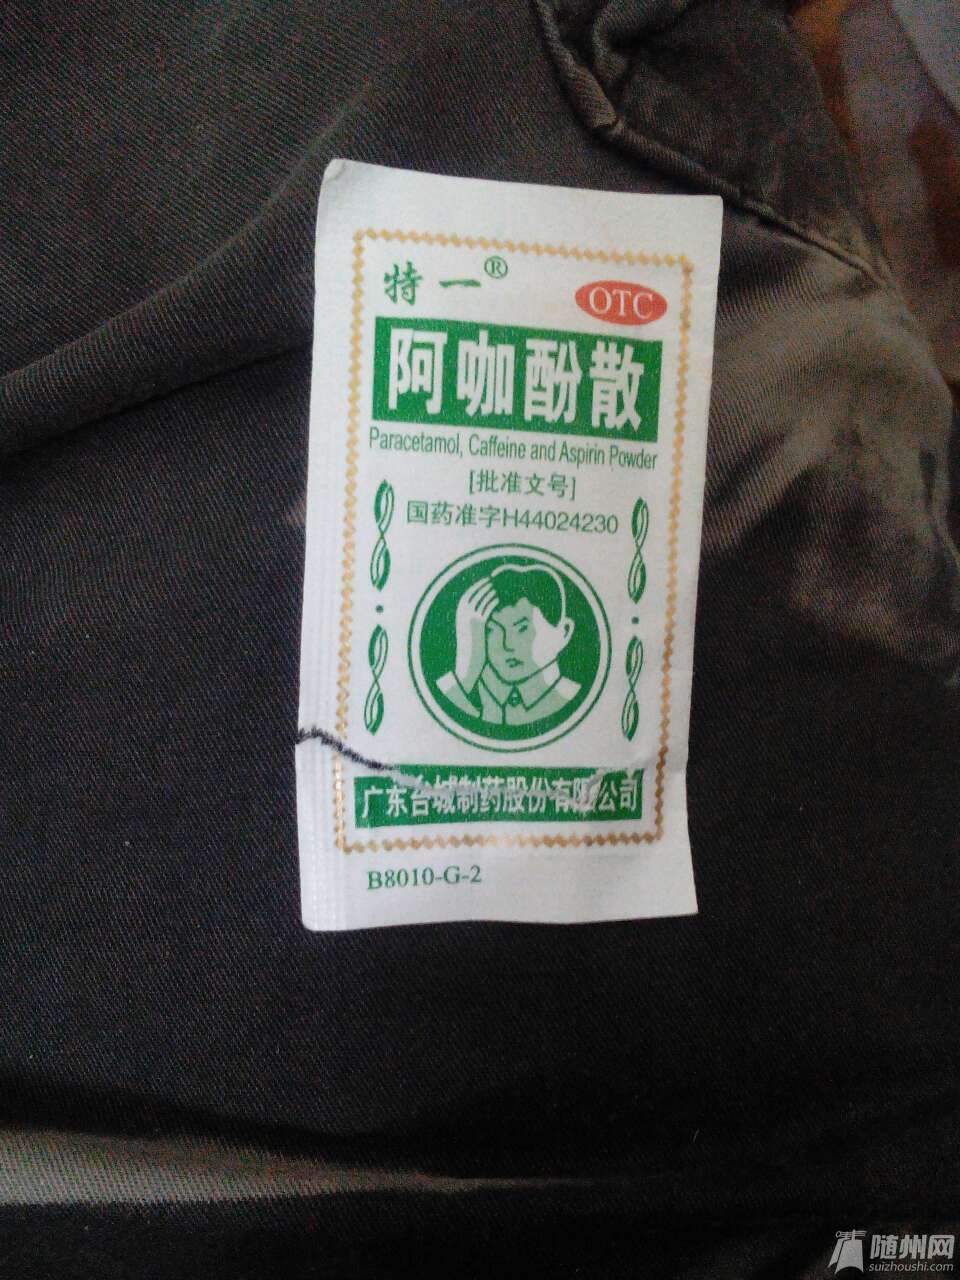 特一®
OTC
阿咖酚散
Paracetamol, Caffeine and Aspirin Powder
[批准文号]
国药准字H44024230
广东台城制药股份有限公司
B8010-G-2
随州网
suizhoushi.com